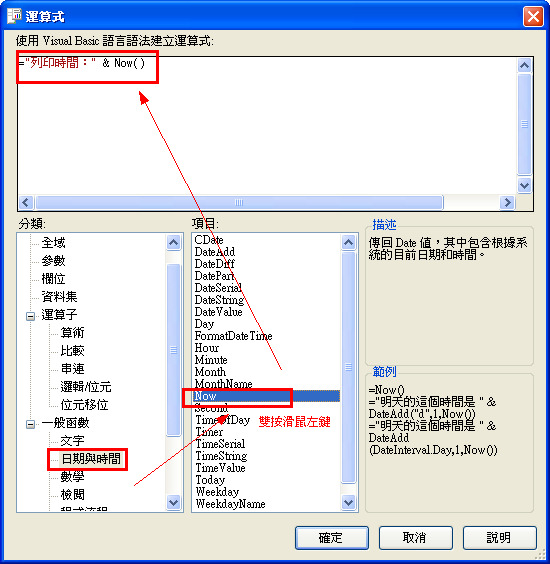 運算式
使用 Visual Basic 語言語法建立運算式:
="列印時間：" & Now()
分類:
全域
參數
欄位
資料集
運算子
算術
比較
串連
邏輯/位元
位元移位
一般函數
文字
日期與時間
數學
檢閱
程式流程
項目:
CDate
DateAdd
DateDiff
DatePart
DateSerial
DateString
DateValue
Day
FormatDateTime
Hour
Minute
Month
MonthName
Now
Second
TimeOfDay
Timer
TimeSerial
TimeString
TimeValue
Today
Weekday
WeekdayName
雙按滑鼠左鍵
描述
傳回 Date 值，其中包含根據系
統的目前日期和時間。
範例
=Now()
="明天的這個時間是 " &
DateAdd("d",1,Now())
="明天的這個時間是 " &
DateAdd
(DateInterval.Day,1,Now())
確定
取消
說明